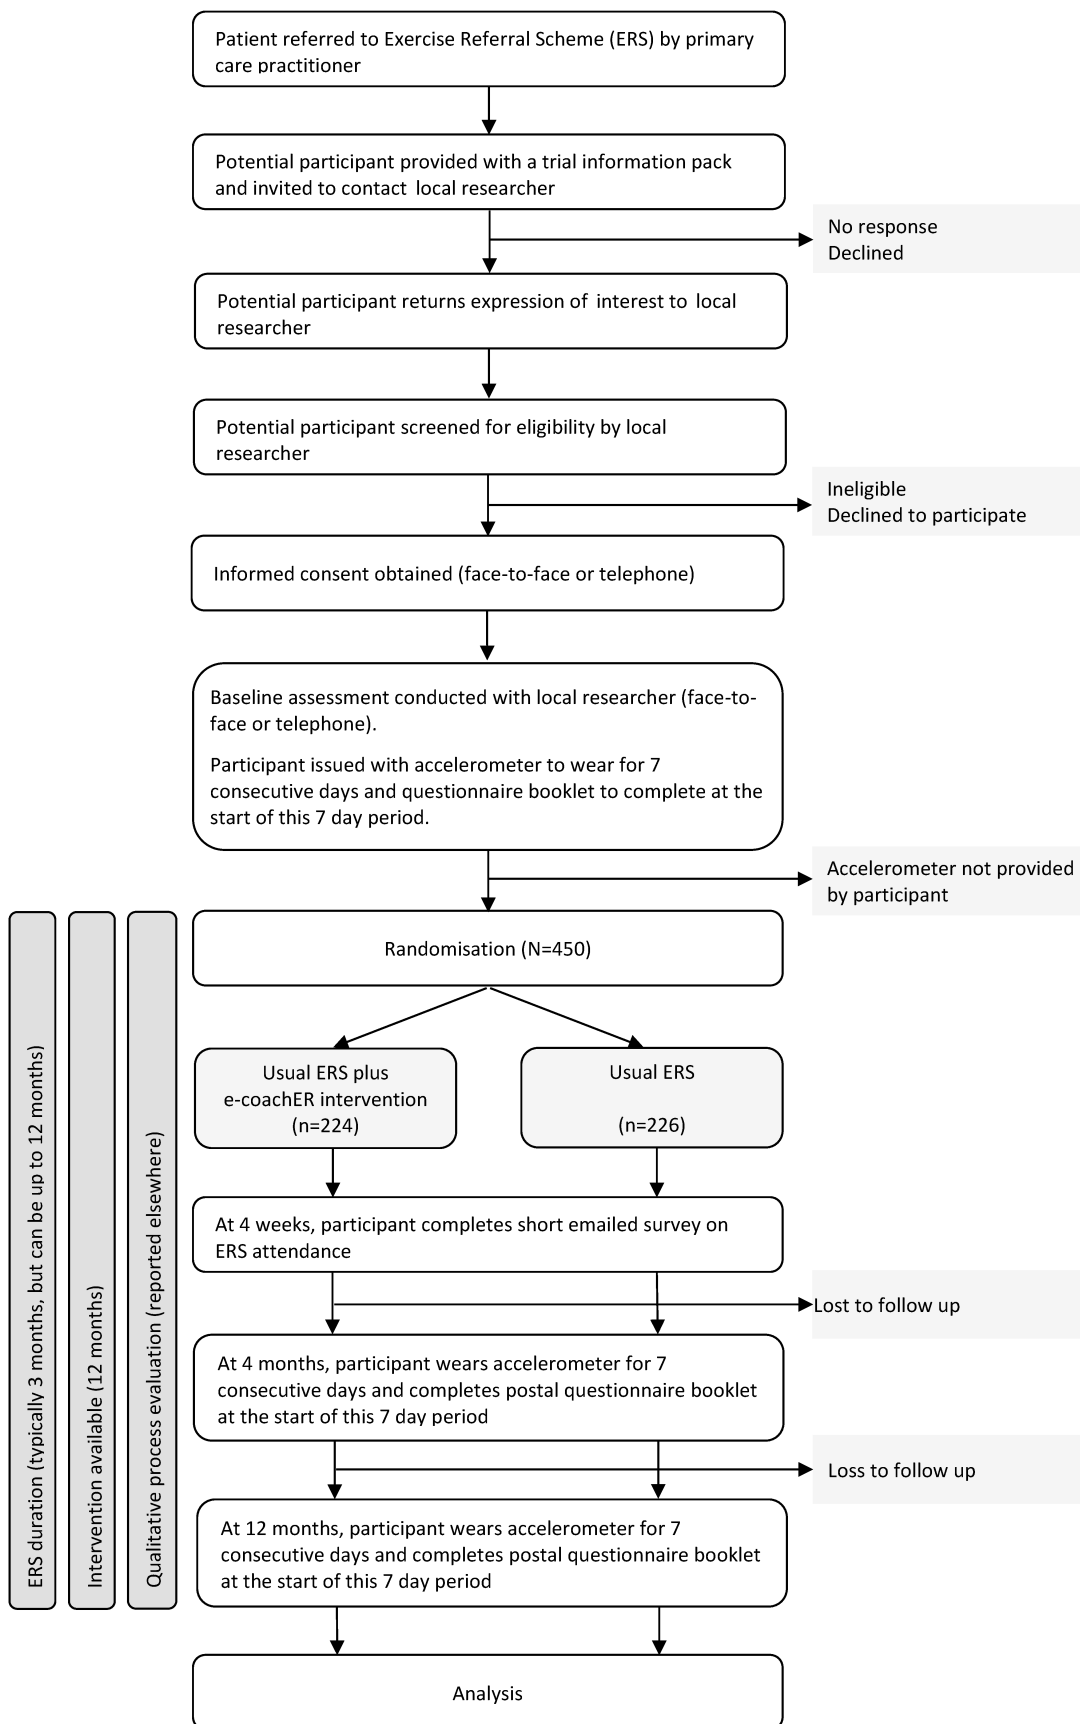 Patient referred to Exercise Referral Scheme (ERS) by primary
care practitioner
Potential participant provided with a trial information pack
and invited to contact local researcher
No response
Declined
Potential participant returns expression of interest to local
researcher
Potential participant screened for eligibility by local
researcher
Ineligible
Declined to participate
Informed consent obtained (face-to-face or telephone)
Baseline assessment conducted with local researcher (face-to-
face or telephone).
Participant issued with accelerometer to wear for 7
consecutive days and questionnaire booklet to complete at the
start of this 7 day period.
Accelerometer not provided
by participant
Randomisation (N=450)
Usual ERS plus
e-coachER intervention
(n=224)
Usual ERS
(n=226)
At 4 weeks, participant completes short emailed survey on
ERS attendance
Lost to follow up
At 4 months, participant wears accelerometer for 7
consecutive days and completes postal questionnaire booklet
at the start of this 7 day period
Loss to follow up
At 12 months, participant wears accelerometer for 7
consecutive days and completes postal questionnaire booklet
at the start of this 7 day period
Analysis
ERS duration (typically 3 months, but can be up to 12 months)
Intervention available (12 months)
Qualitative process evaluation (reported elsewhere)